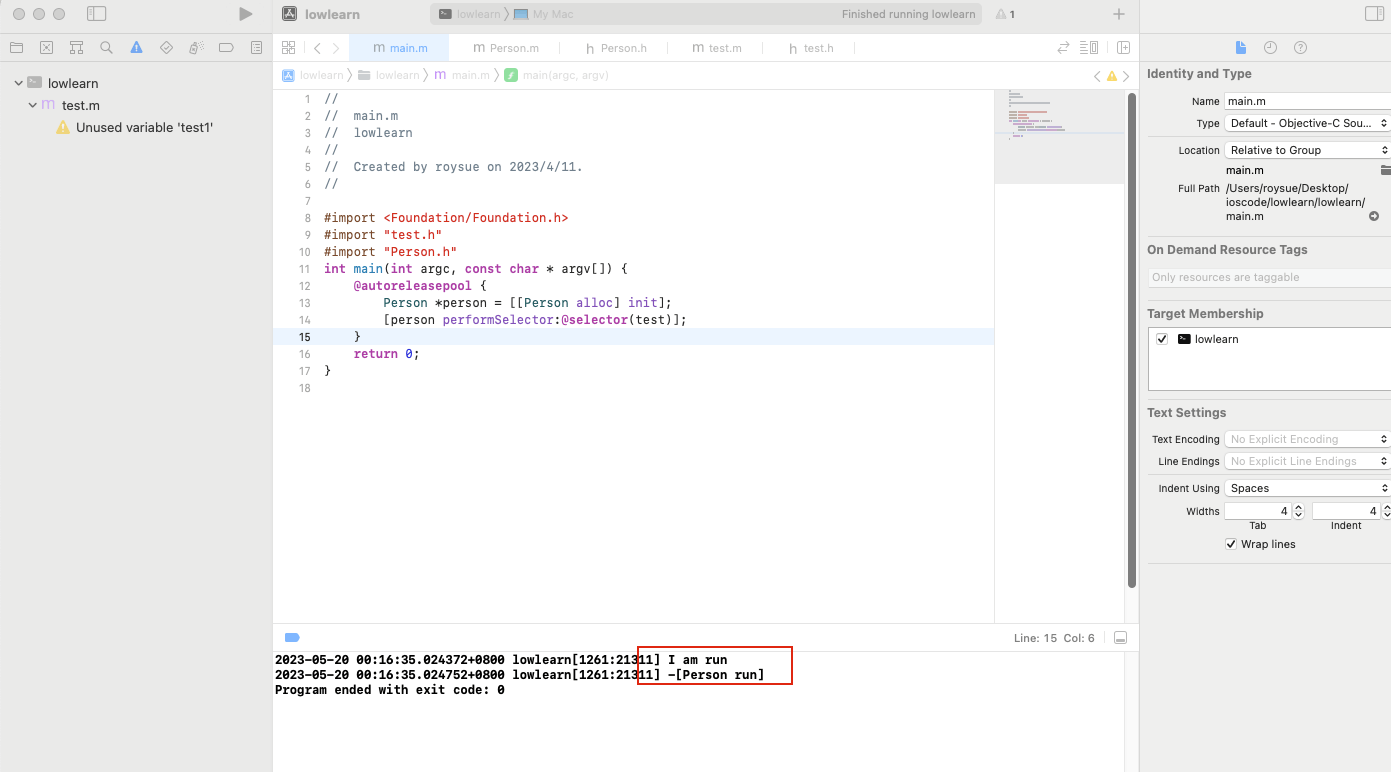 lowlearn
lowlearn My Mac
Finished running lowlearn
1
main.m
Person.m
Person.h
test.m
test.h
lowlearn
test.m
Unused variable 'test1'
lowlearn lowlearn main.m main(argc, argv)
1 //
2 //  main.m
3 //  lowlearn
4 //
5 //  Created by roysue on 2023/4/11.
6 //
7
8 #import <Foundation/Foundation.h>
9 #import "test.h"
10 #import "Person.h"
11 int main(int argc, const char * argv[]) {
12     @autoreleasepool {
13         Person *person = [[Person alloc] init];
14         [person performSelector:@selector(test)];
15     }
16     return 0;
17 }
18
Line: 15 Col: 6
2023-05-20 00:16:35.024372+0800 lowlearn[1261:21311] I am run
2023-05-20 00:16:35.024752+0800 lowlearn[1261:21311] -[Person run]
Program ended with exit code: 0
Identity and Type
Name main.m
Type Default - Objective-C Sou...
Location Relative to Group
main.m
Full Path /Users/roysue/Desktop/
ioscode/lowlearn/lowlearn/
main.m
On Demand Resource Tags
Only resources are taggable
Target Membership
lowlearn
Text Settings
Text Encoding No Explicit Encoding
Line Endings No Explicit Line Endings
Indent Using Spaces
Widths 4 4
Tab Indent
Wrap lines